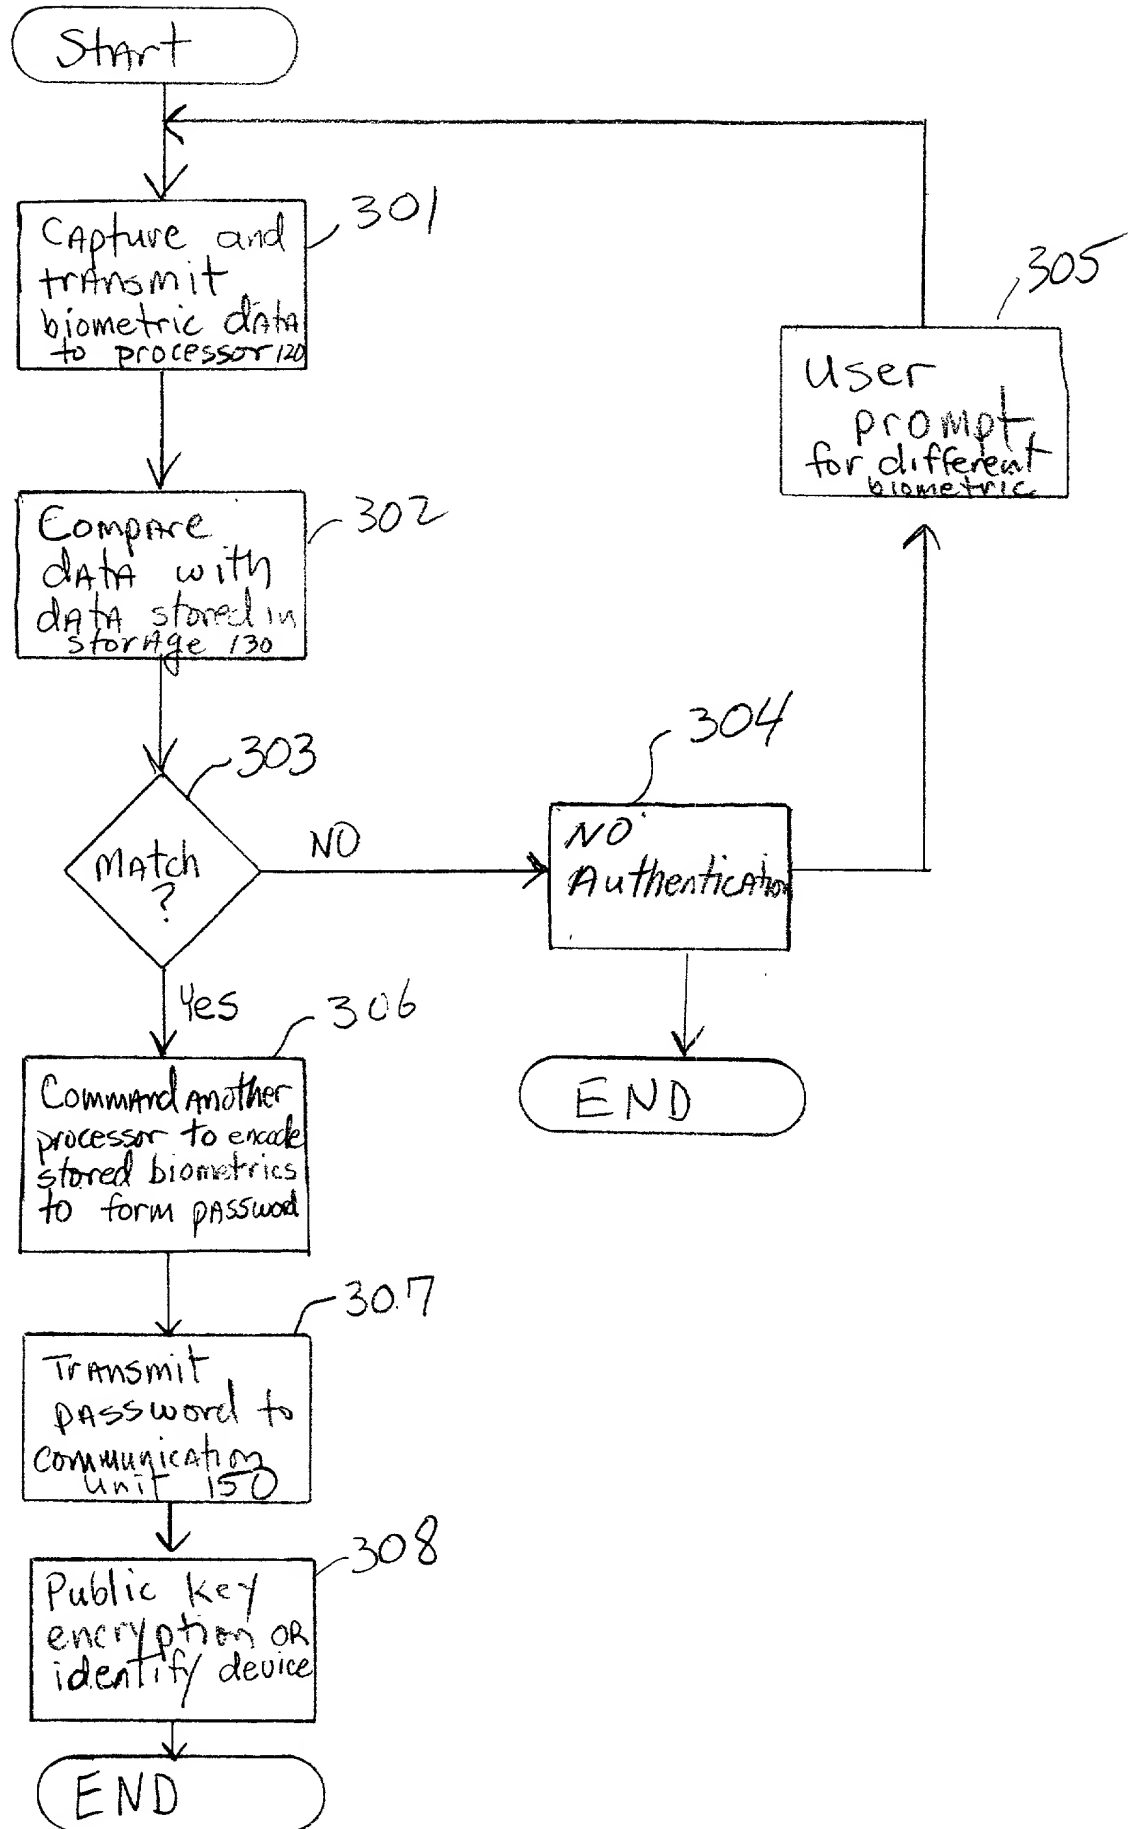 Start
301
Capture and
transmit
biometric data
to processor 120
305
User
prompt
for different
biometric
302
Compare
data with
data stored in
storage 130
303
Match
?
NO
304
NO
Authentication
Yes
306
Command another
processor to encode
stored biometrics
to form password
END
307
Transmit
password to
communication
unit 150
308
Public key
encryption OR
identify device
END